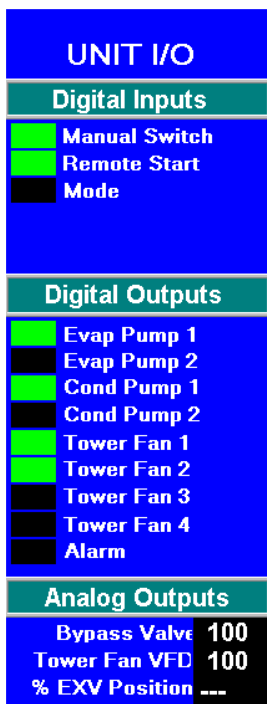 UNIT I/O
Digital Inputs
Manual Switch
Remote Start
Mode
Digital Outputs
Evap Pump 1
Evap Pump 2
Cond Pump 1
Cond Pump 2
Tower Fan 1
Tower Fan 2
Tower Fan 3
Tower Fan 4
Alarm
Analog Outputs
Bypass Valve 100
Tower Fan VFD 100
% EXV Position ---